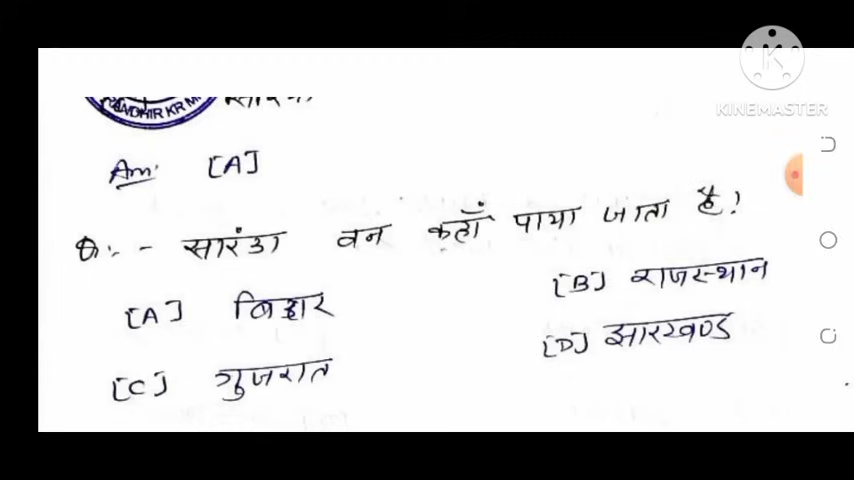 KINEMASTER
Ans: [A]
Q:- सारंडा वन कहाँ पाया जाता है?
[A] बिहार [B] राजस्थान
[C] गुजरात [D] झारखण्ड